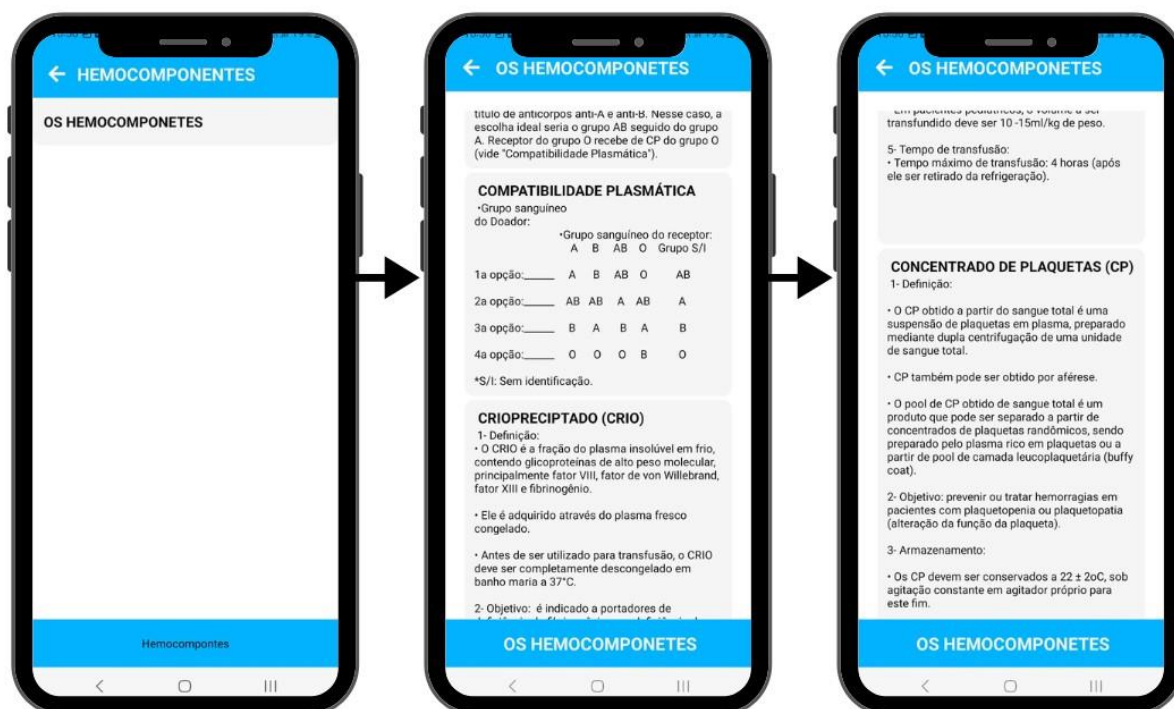 HEMOCOMPONENTES
OS HEMOCOMPONETES
Hemocompontes
OS HEMOCOMPONETES
título de anticorpos anti-A e anti-B. Nesse caso, a
escolha ideal seria o grupo AB seguido do grupo
A. Receptor do grupo O recebe de CP do grupo O
(vide "Compatibilidade Plasmática").
COMPATIBILIDADE PLASMÁTICA
•Grupo sanguíneo
do Doador:
•Grupo sanguíneo do receptor:
A B AB O Grupo S/I
1a opção:_____ A B AB O AB
2a opção:_____ AB AB A AB A
3a opção:_____ B A B A B
4a opção:_____ O O O B O
*S/I: Sem identificação.
CRIOPRECIPTADO (CRIO)
1- Definição:
• O CRIO é a fração do plasma insolúvel em frio,
contendo glicoproteínas de alto peso molecular,
principalmente fator VIII, fator de von Willebrand,
fator XIII e fibrinogênio.
• Ele é adquirido através do plasma fresco
congelado.
• Antes de ser utilizado para transfusão, o CRIO
deve ser completamente descongelado em
banho maria a 37°C.
2- Objetivo: é indicado a portadores de
OS HEMOCOMPONETES
OS HEMOCOMPONETES
• Em pacientes pediátricos, o volume a ser
transfundido deve ser 10 -15ml/kg de peso.
5- Tempo de transfusão:
• Tempo máximo de transfusão: 4 horas (após
ele ser retirado da refrigeração).
CONCENTRADO DE PLAQUETAS (CP)
1- Definição:
• O CP obtido a partir do sangue total é uma
suspensão de plaquetas em plasma, preparado
mediante dupla centrifugação de uma unidade
de sangue total.
• CP também pode ser obtido por aférese.
• O pool de CP obtido de sangue total é um
produto que pode ser separado a partir de
concentrados de plaquetas randômicos, sendo
preparado pelo plasma rico em plaquetas ou a
partir de pool de camada leucoplaquetária (buffy
coat).
2- Objetivo: prevenir ou tratar hemorragias em
pacientes com plaquetopenia ou plaquetopatia
(alteração da função da plaqueta).
3- Armazenamento:
• Os CP devem ser conservados a 22 ± 2oC, sob
agitação constante em agitador próprio para
este fim.
OS HEMOCOMPONETES